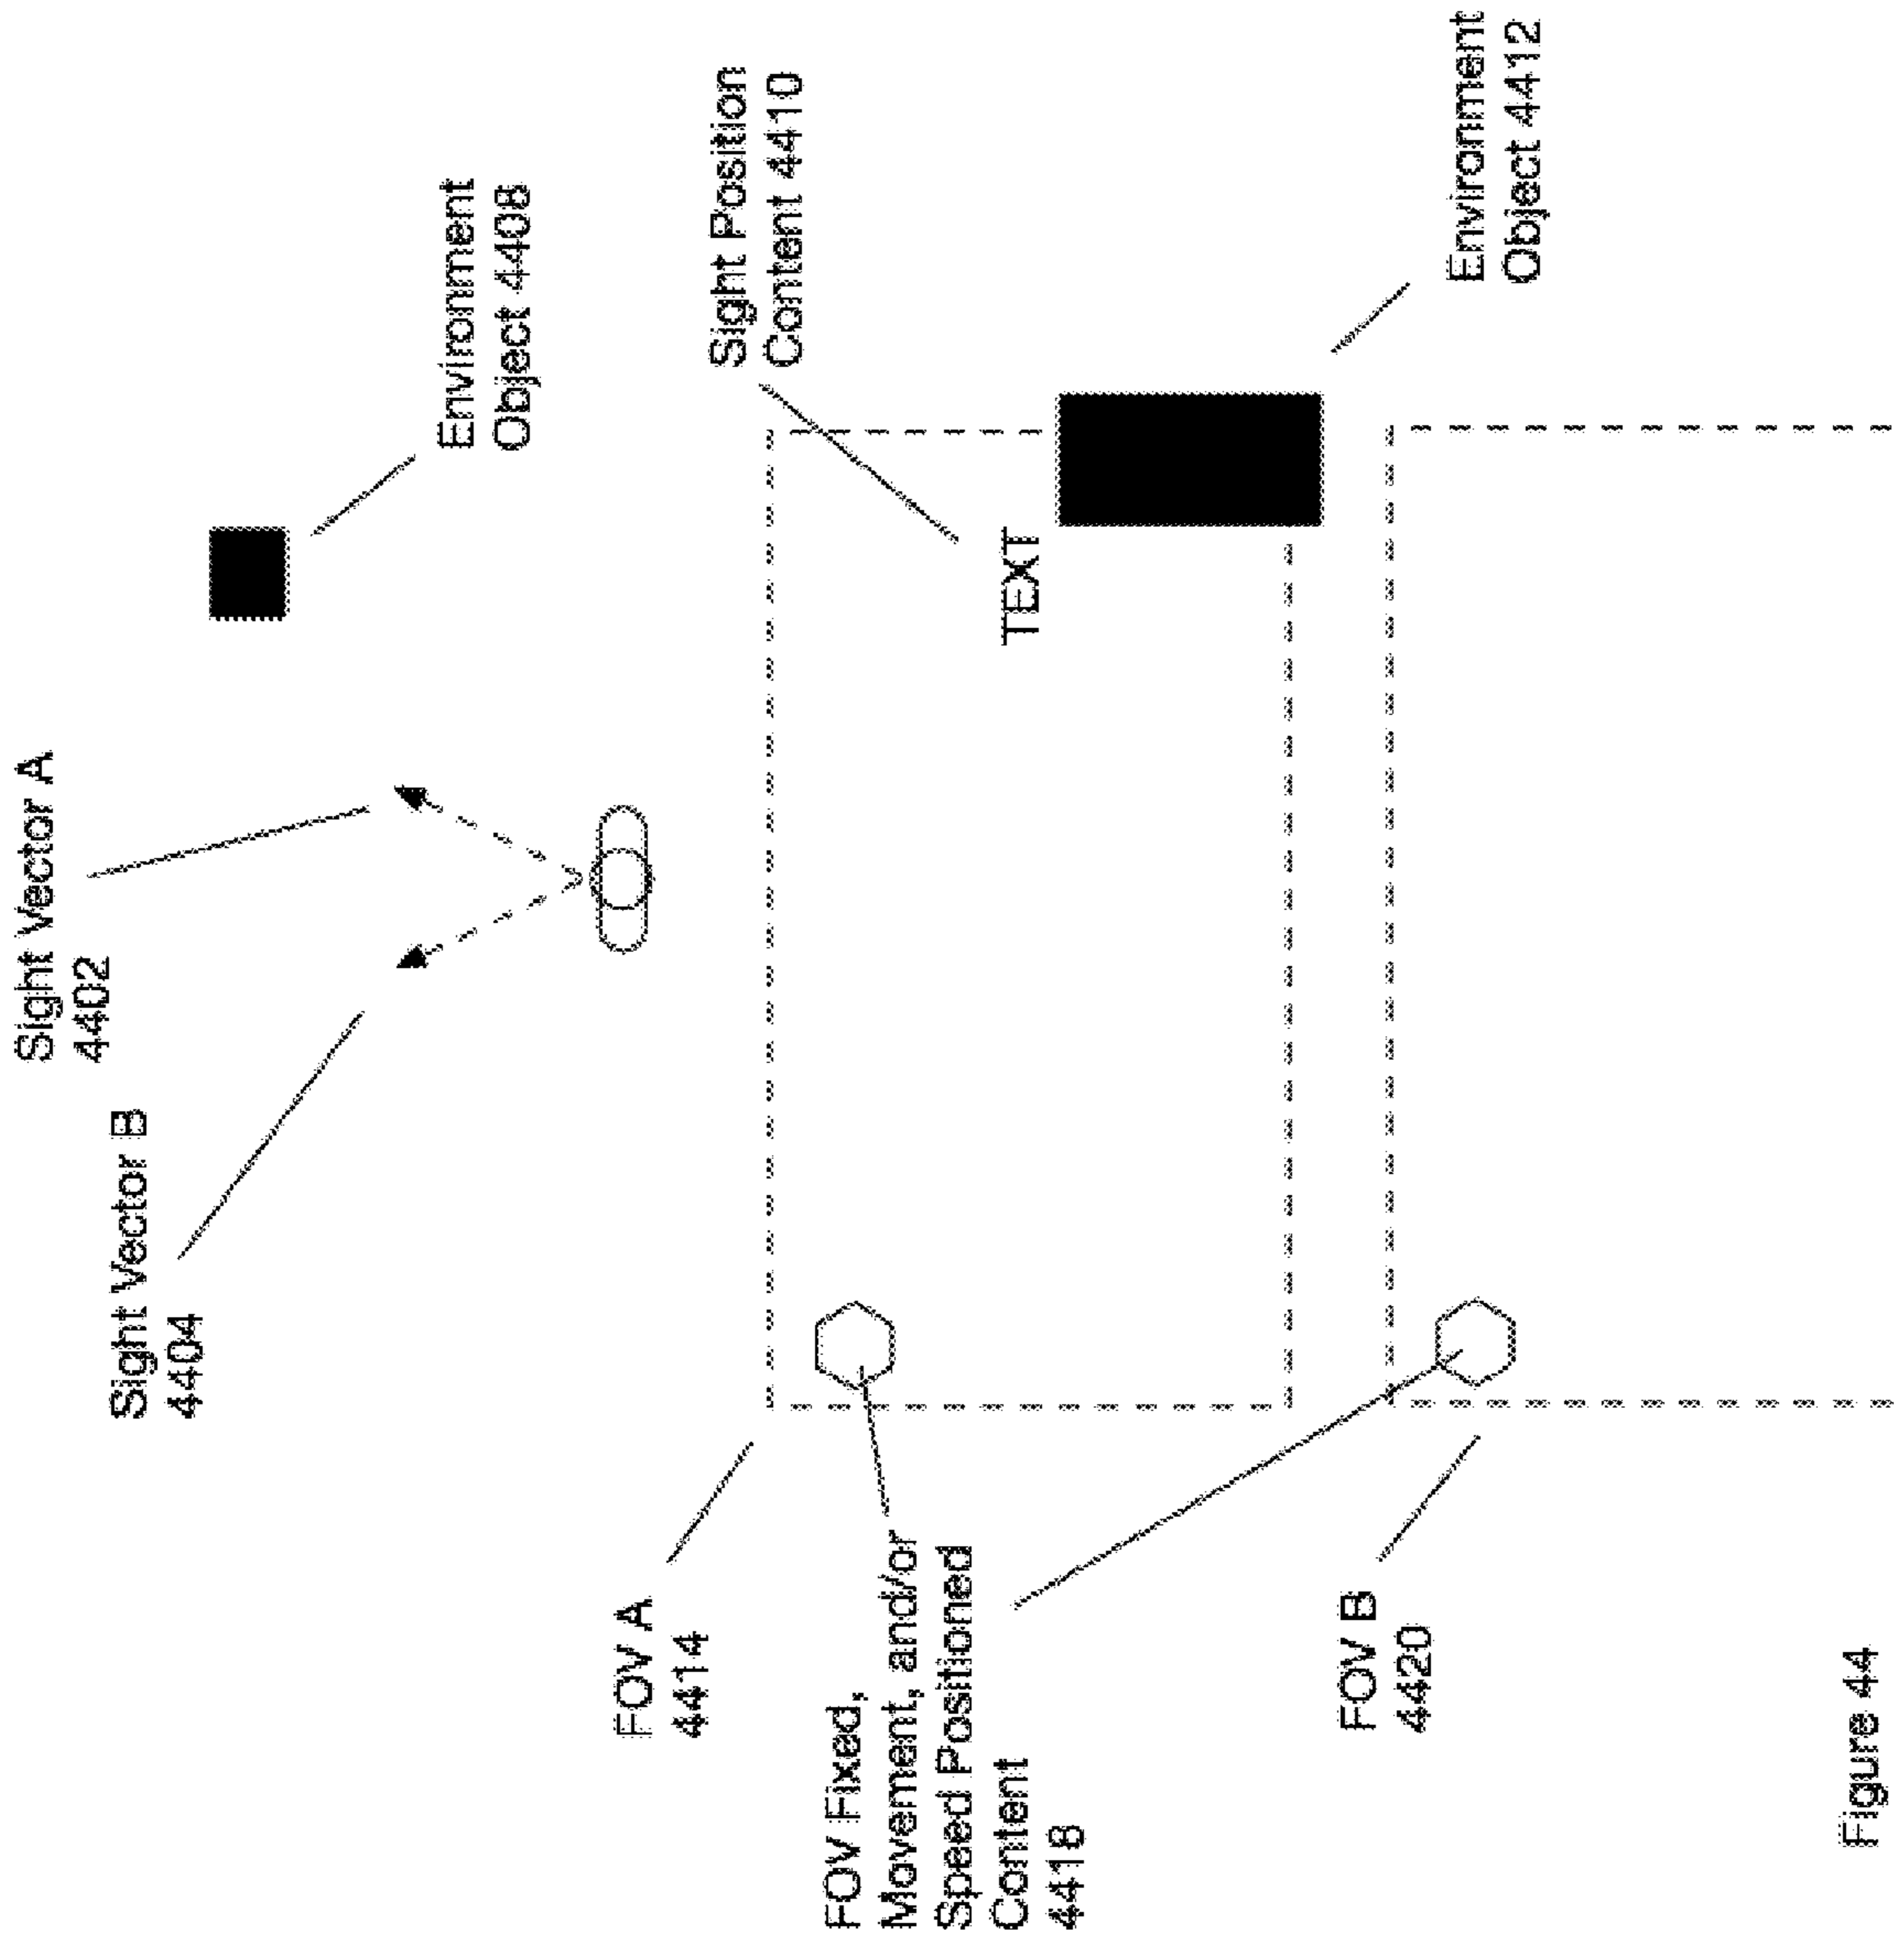 Sight Vector A
4402
Sight Vector B
4404
Environment
Object 4408
FOV A
4414
Sight Position
Content 4410
FOV Fixed,
Movement, and/or
Speed Positioned
Content
4418
TEXT
FOV B
4420
Environment
Object 4412
Figure 44